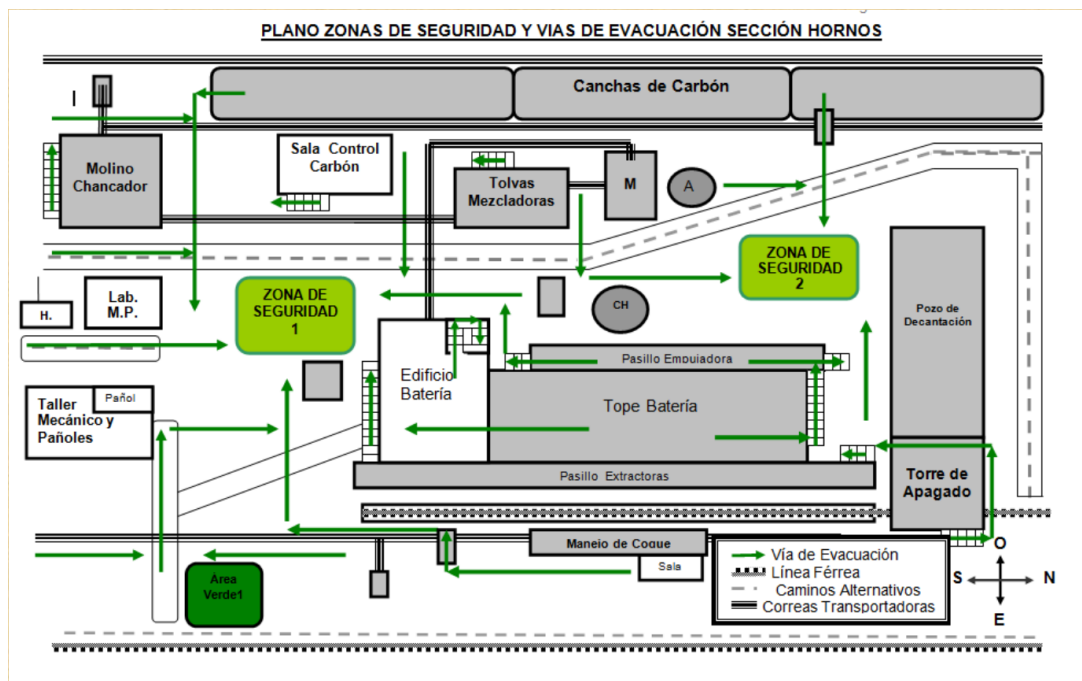 PLANO ZONAS DE SEGURIDAD Y VIAS DE EVACUACIÓN SECCIÓN HORNOS
Canchas de Carbón
I
Molino
Chancador
Sala Control
Carbón
Tolvas
Mezcladoras
M
A
ZONA DE
SEGURIDAD
1
ZONA DE
SEGURIDAD
2
H.
Lab.
M.P.
CH
Pozo de
Decantación
Pasillo Empujadora
Edificio
Batería
Tope Batería
Taller
Mecánico y
Pañoles
Pañol
Pasillo Extractoras
Torre de
Apagado
Manejo de Coque
Sala
Área
Verde1
Vía de Evacuación
Línea Férrea
Caminos Alternativos
Correas Transportadoras
O
S
N
E